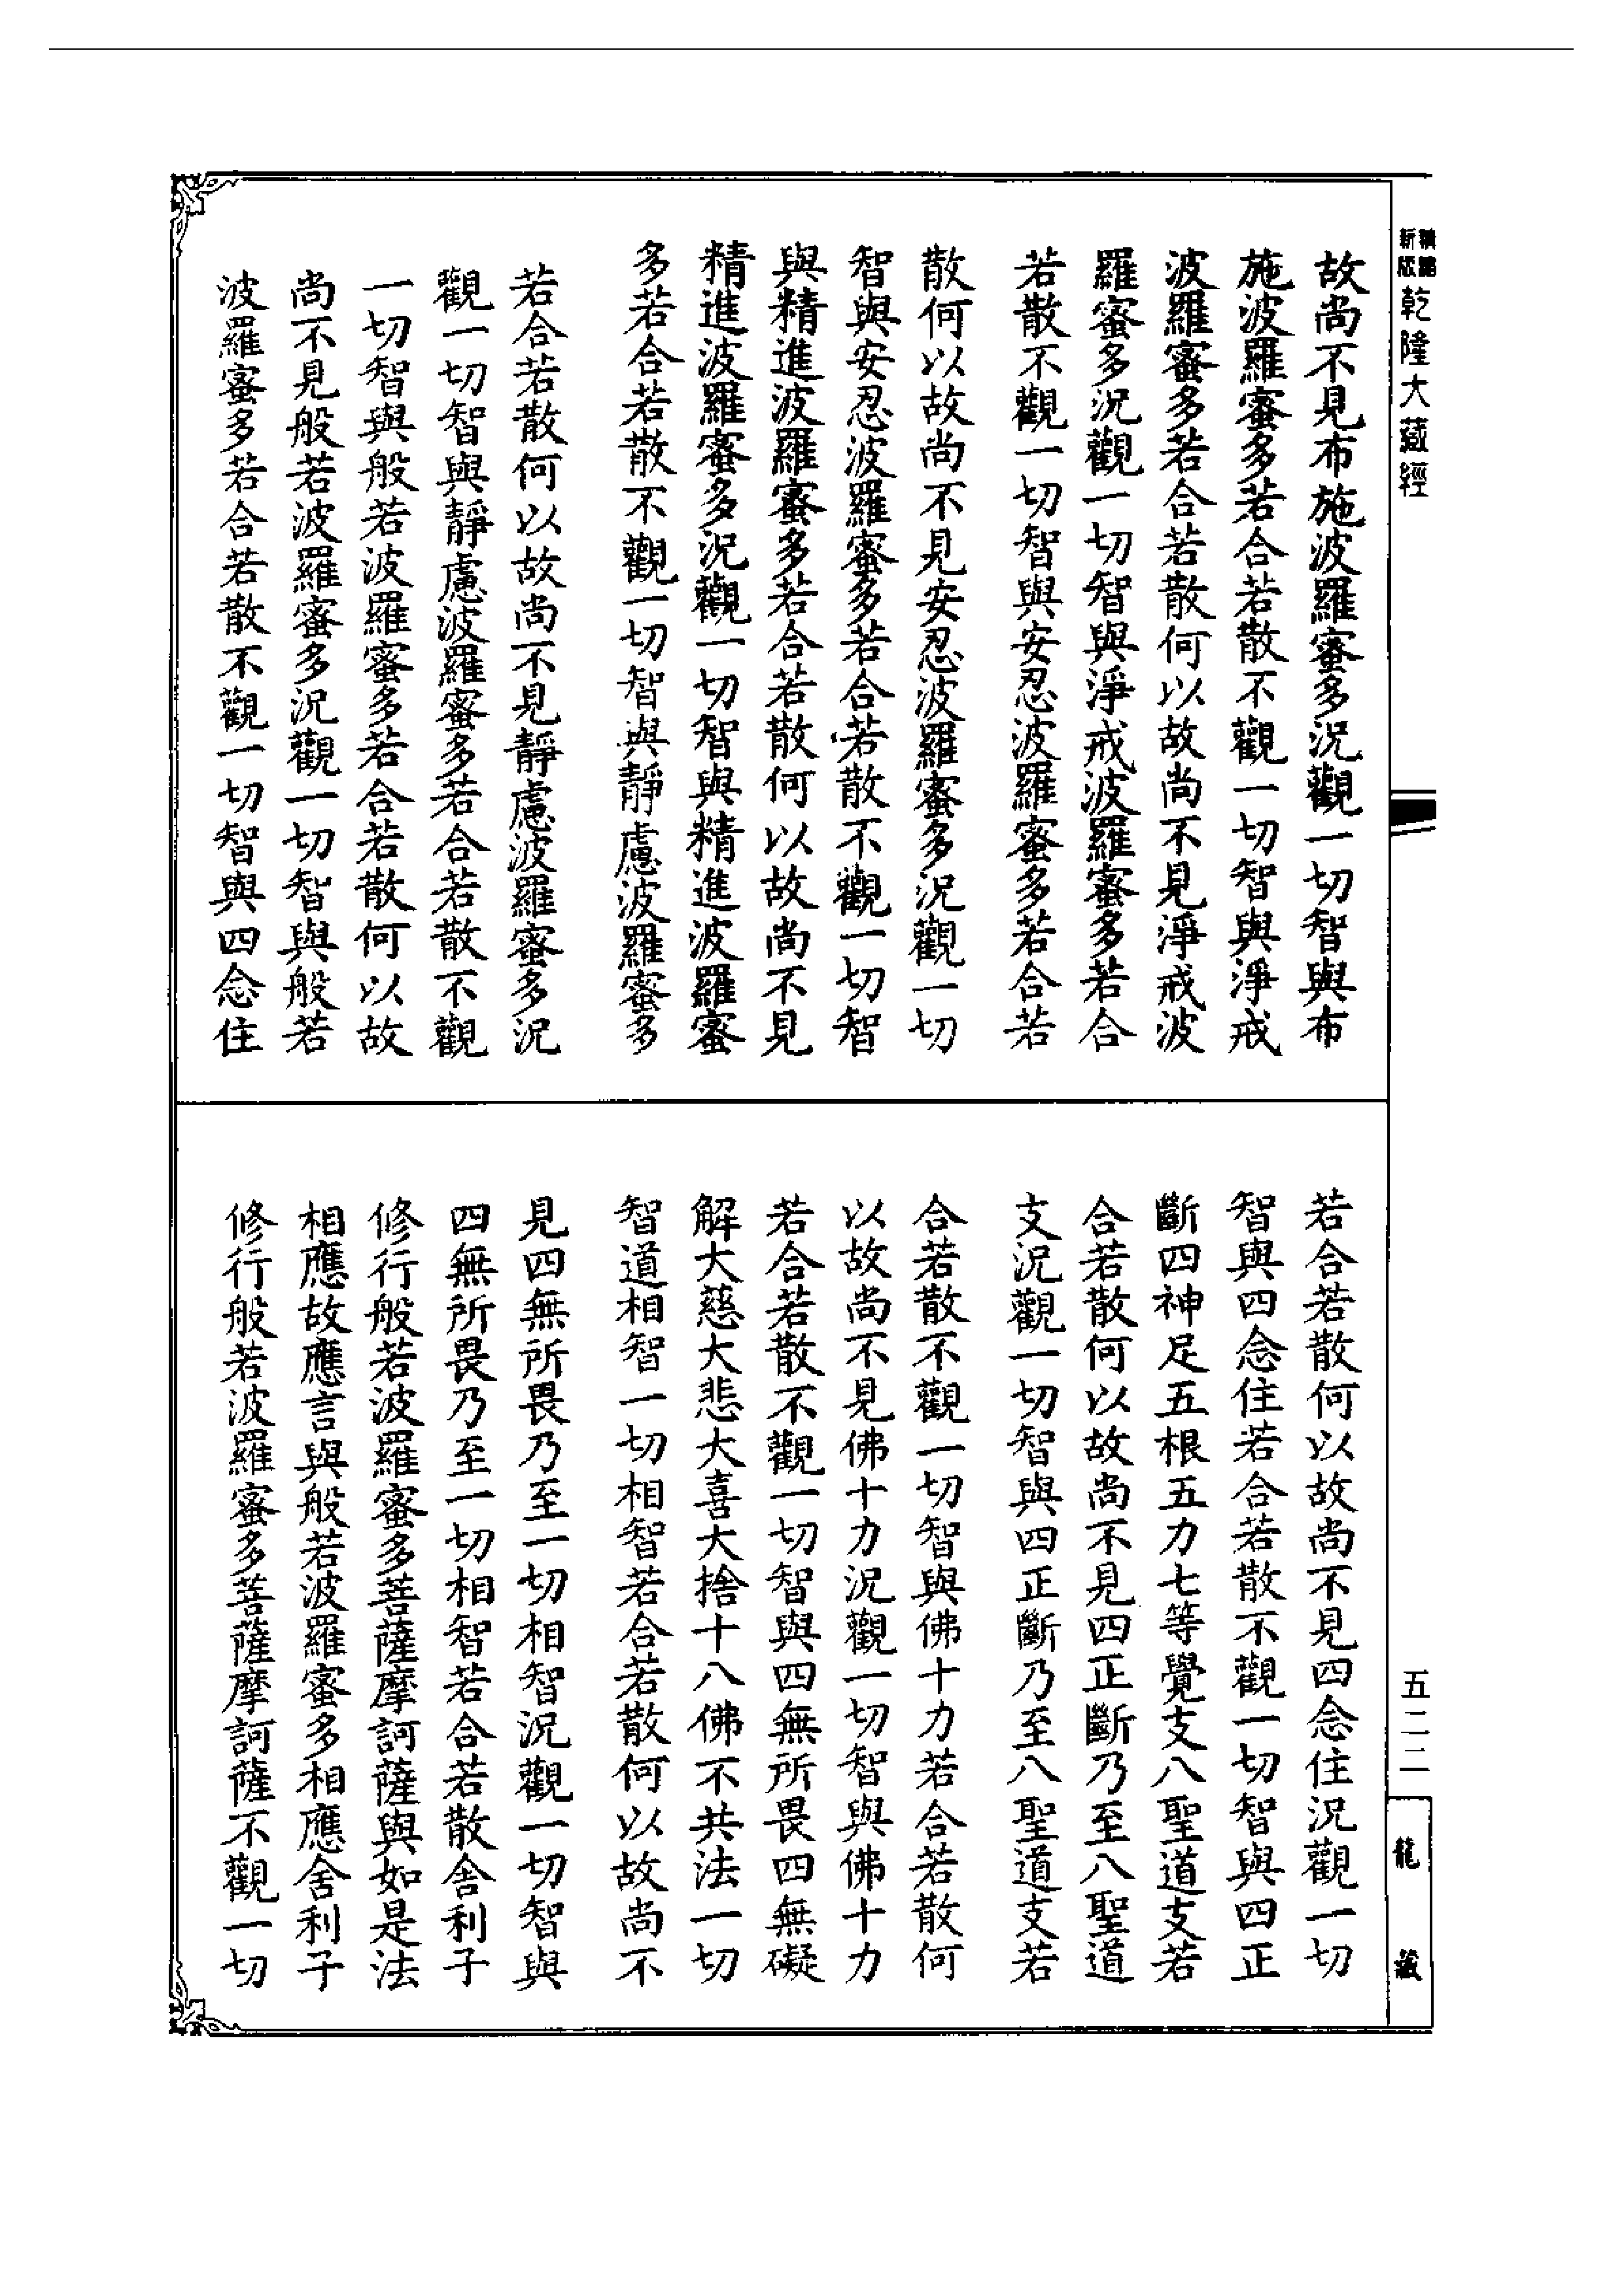 故尚不見布施波羅蜜多況觀一切智與布
施波羅蜜多若合若散不觀一切智與淨戒
波羅蜜多若合若散何以故尚不見淨戒波
羅蜜多況觀一切智與淨戒波羅蜜多若合
若散不觀一切智與安忍波羅蜜多若合若
散何以故尚不見安忍波羅蜜多況觀一切
智與安忍波羅蜜多若合若散不觀一切智
與精進波羅蜜多若合若散何以故尚不見
精進波羅蜜多況觀一切智與精進波羅蜜
多若合若散不觀一切智與靜慮波羅蜜多
若合若散何以故尚不見靜慮波羅蜜多況
觀一切智與靜慮波羅蜜多若合若散不觀
一切智與般若波羅蜜多若合若散何以故
尚不見般若波羅蜜多況觀一切智與般若
波羅蜜多若合若散不觀一切智與四念住
若合若散何以故尚不見四念住況觀一切
智與四念住若合若散不觀一切智與四正
斷四神足五根五力七等覺支八聖道支若
合若散何以故尚不見四正斷乃至八聖道
支況觀一切智與四正斷乃至八聖道支若
合若散不觀一切智與佛十力若合若散何
以故尚不見佛十力況觀一切智與佛十力
若合若散不觀一切智與四無所畏四無礙
解大慈大悲大喜大捨十八佛不共法一切
智道相智一切相智若合若散何以故尚不
見四無所畏乃至一切相智況觀一切智與
四無所畏乃至一切相智若合若散舍利子
修行般若波羅蜜多菩薩摩訶薩與如是法
相應故應言與般若波羅蜜多相應舍利子
修行般若波羅蜜多菩薩摩訶薩不觀一切
新版
乾隆大藏經
五二二
龍藏